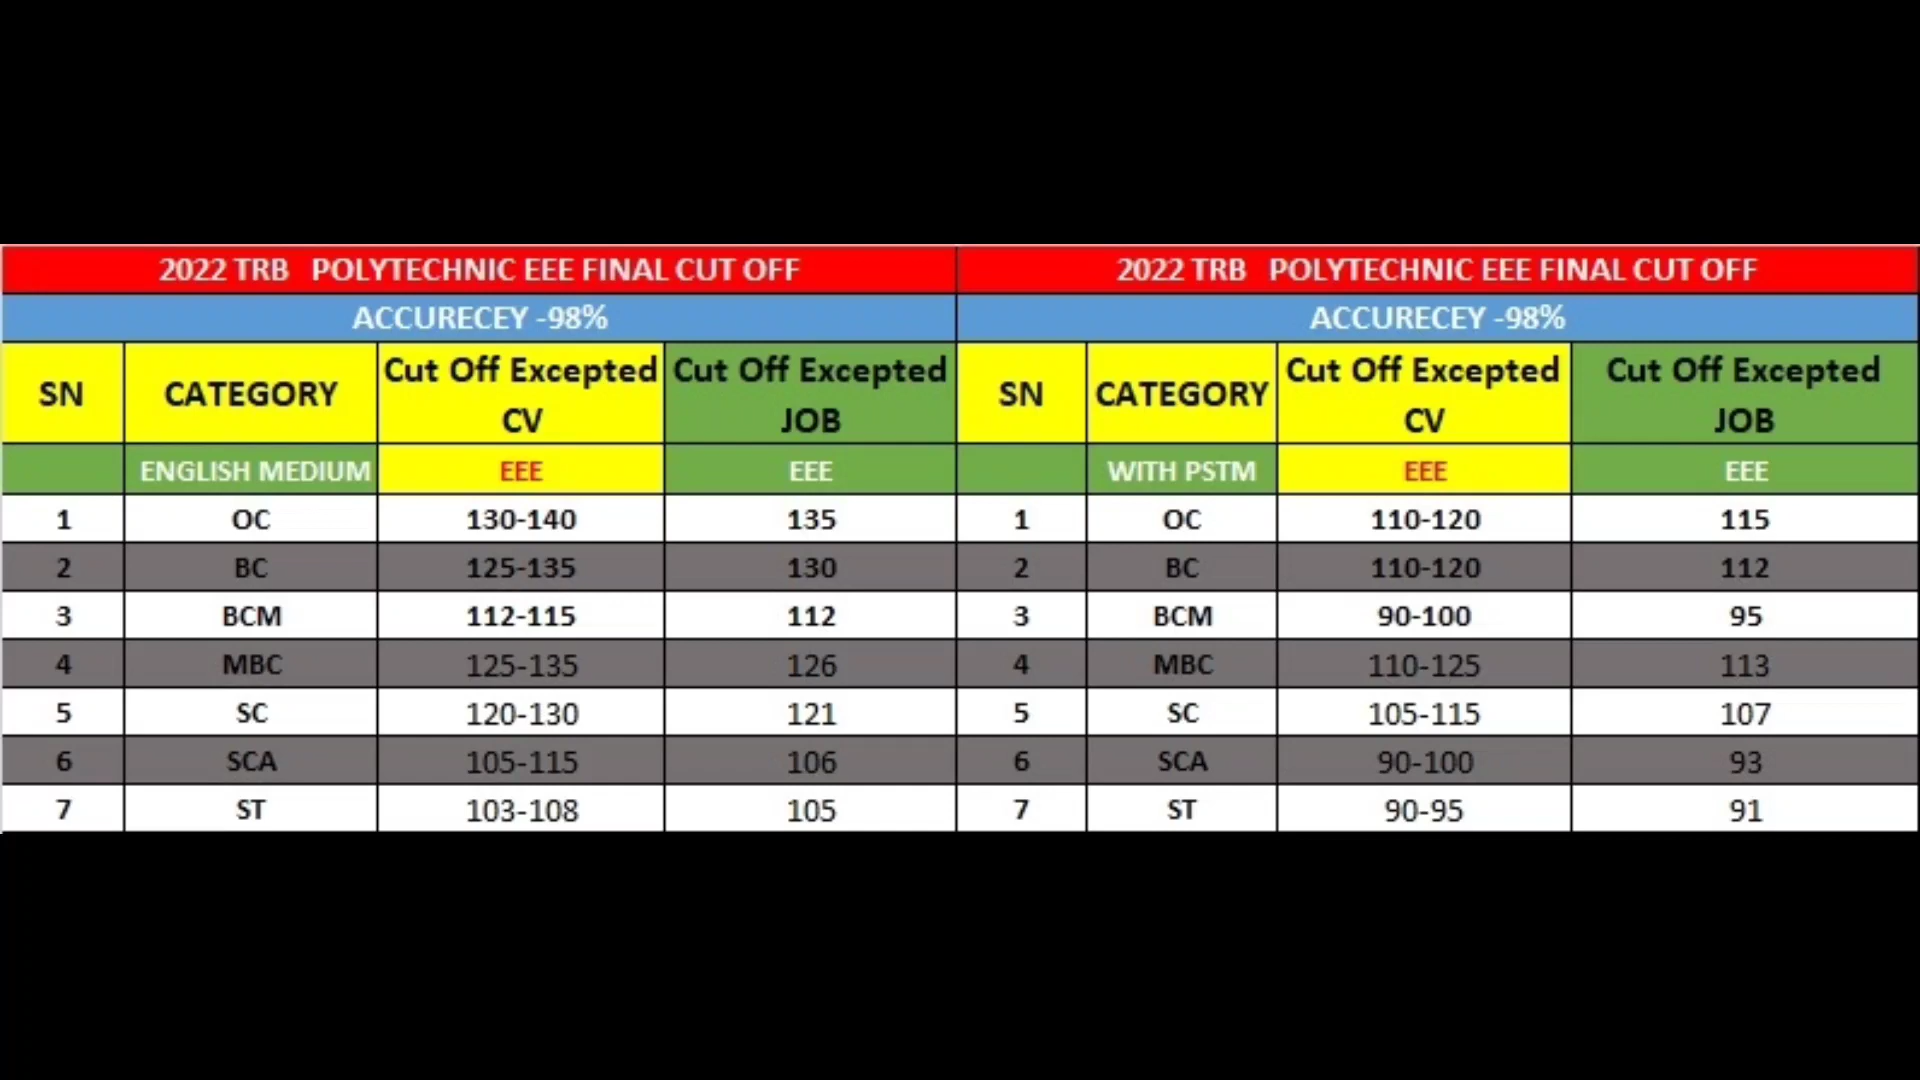 2022 TRB POLYTECHNIC EEE FINAL CUT OFF 2022 TRB POLYTECHNIC EEE FINAL CUT OFF
ACCURECEY -98% ACCURECEY -98%
SN CATEGORY Cut Off Excepted CV Cut Off Excepted JOB SN CATEGORY Cut Off Excepted CV Cut Off Excepted JOB
ENGLISH MEDIUM EEE EEE WITH PSTM EEE EEE
1 OC 130-140 135 1 OC 110-120 115
2 BC 125-135 130 2 BC 110-120 112
3 BCM 112-115 112 3 BCM 90-100 95
4 MBC 125-135 126 4 MBC 110-125 113
5 SC 120-130 121 5 SC 105-115 107
6 SCA 105-115 106 6 SCA 90-100 93
7 ST 103-108 105 7 ST 90-95 91